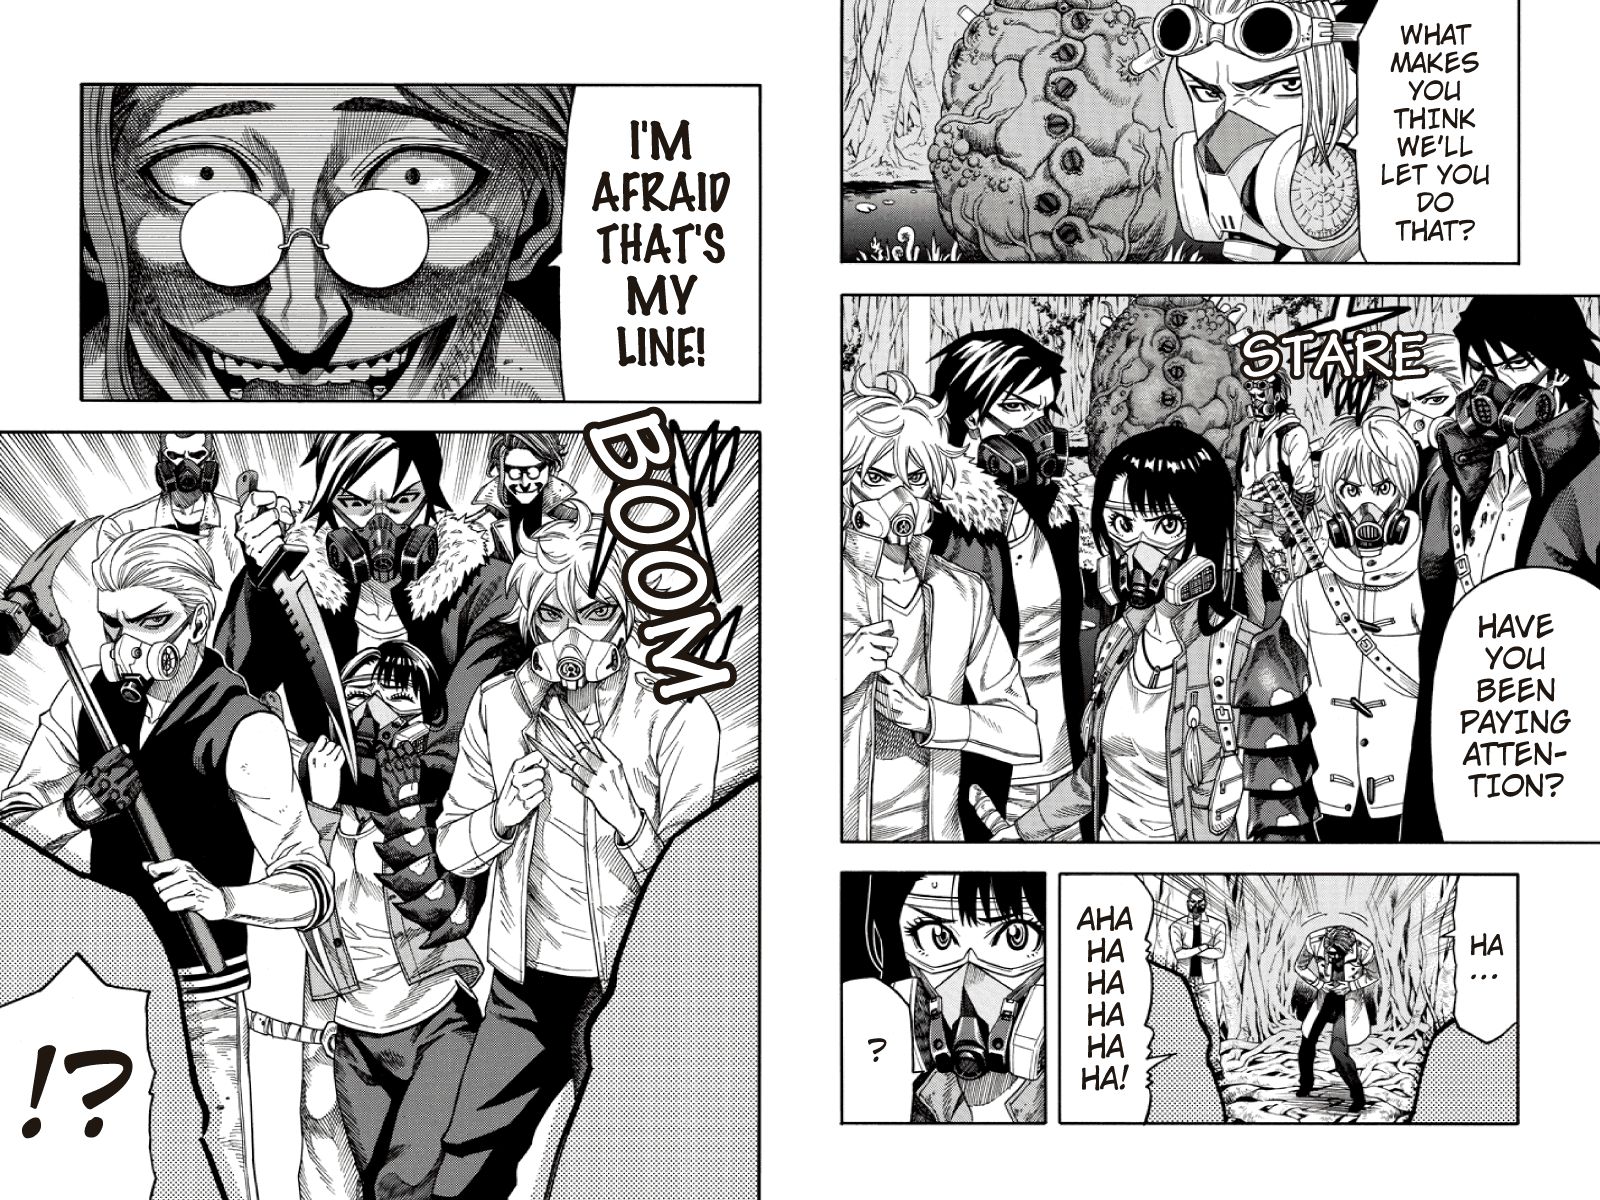 WHAT
MAKES
YOU
THINK
WE'LL
LET YOU
DO
THAT?
STARE
HAVE
YOU
BEEN
PAYING
ATTEN-
TION?
HA
...
AHA
HA
HA
HA
HA
HA!
?
I'M
AFRAID
THAT'S
MY
LINE!
BOOM
!?